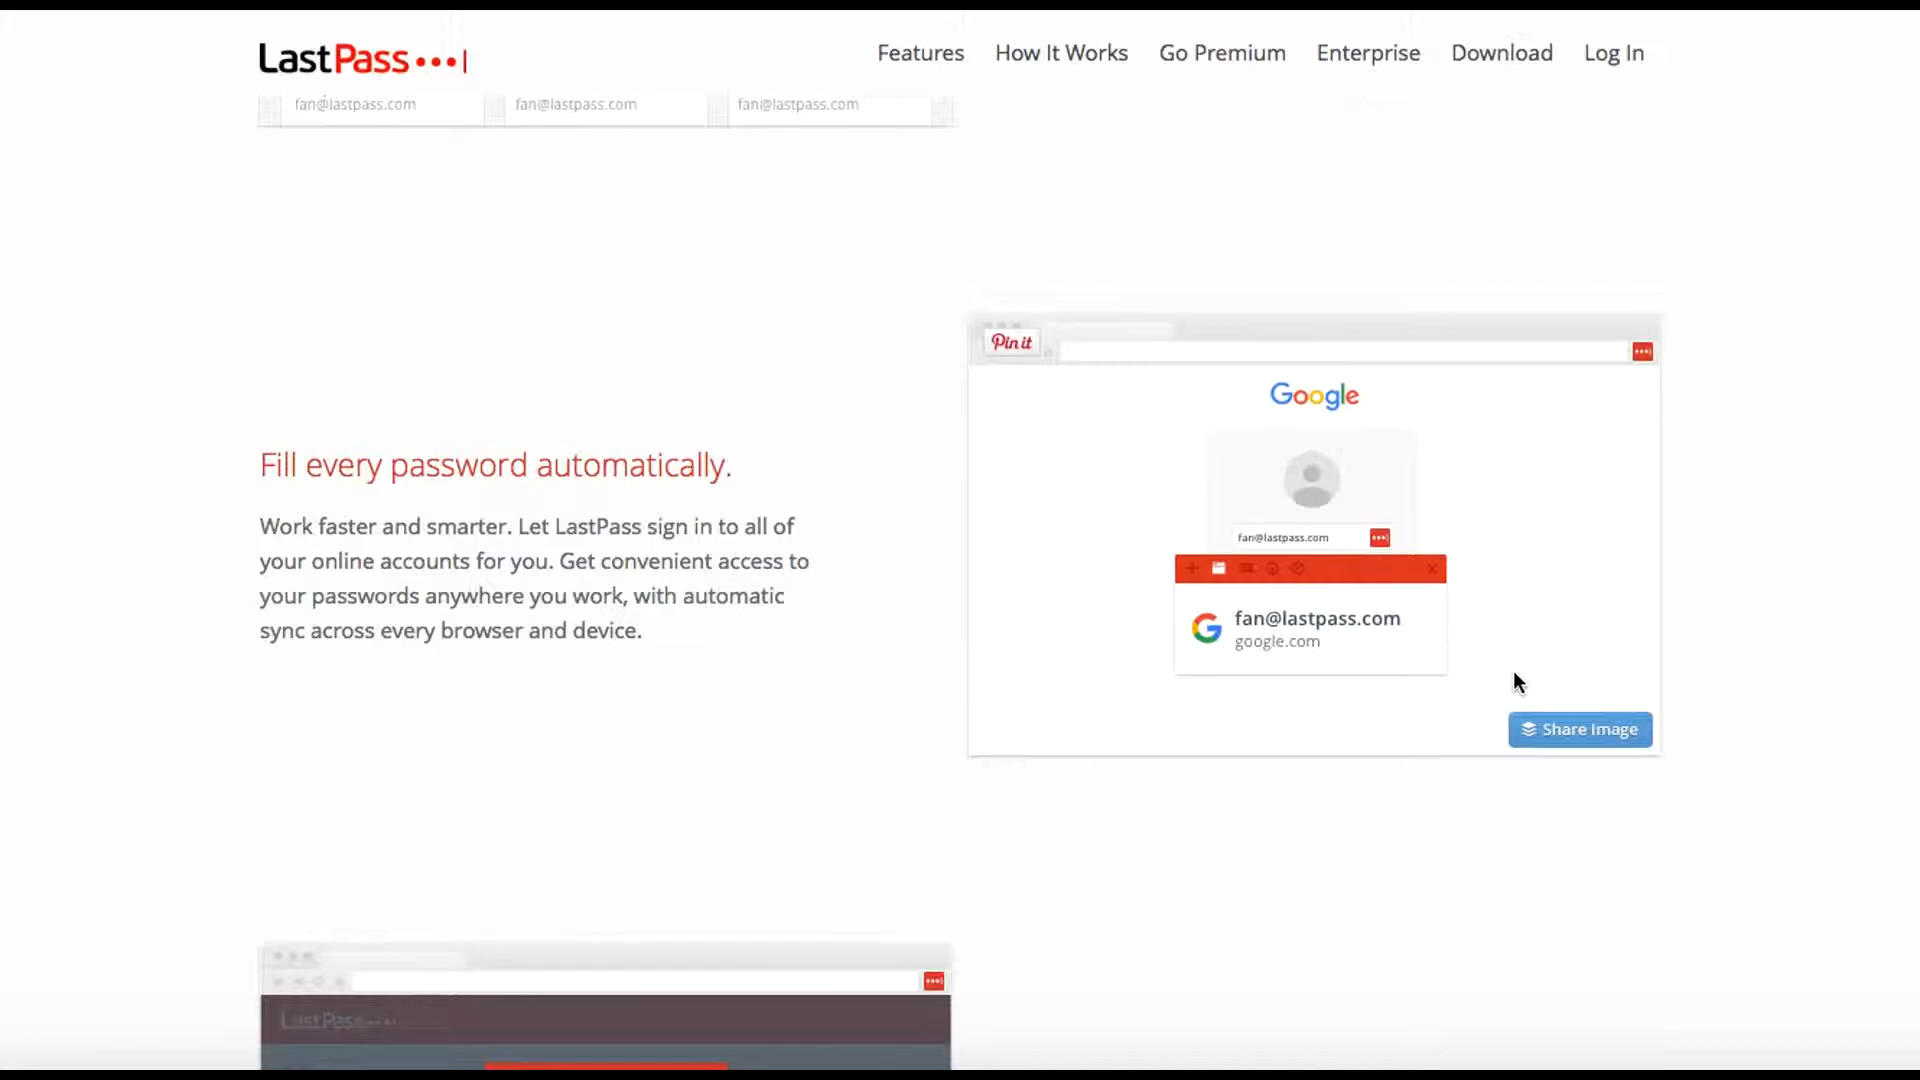 LastPass
Features How It Works Go Premium Enterprise Download Log In
fan@lastpass.com fan@lastpass.com fan@lastpass.com
Pin it
Google
fan@lastpass.com
fan@lastpass.com
google.com
Share Image
Fill every password automatically.
Work faster and smarter. Let LastPass sign in to all of
your online accounts for you. Get convenient access to
your passwords anywhere you work, with automatic
sync across every browser and device.
LastPass